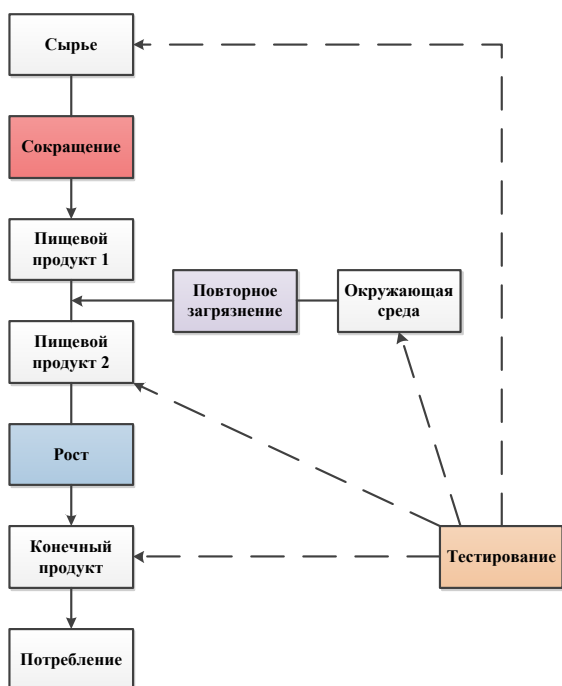 Сырье
Сокращение
Пищевой
продукт 1
Повторное
загрязнение
Окружающая
среда
Пищевой
продукт 2
Рост
Конечный
продукт
Тестирование
Потребление